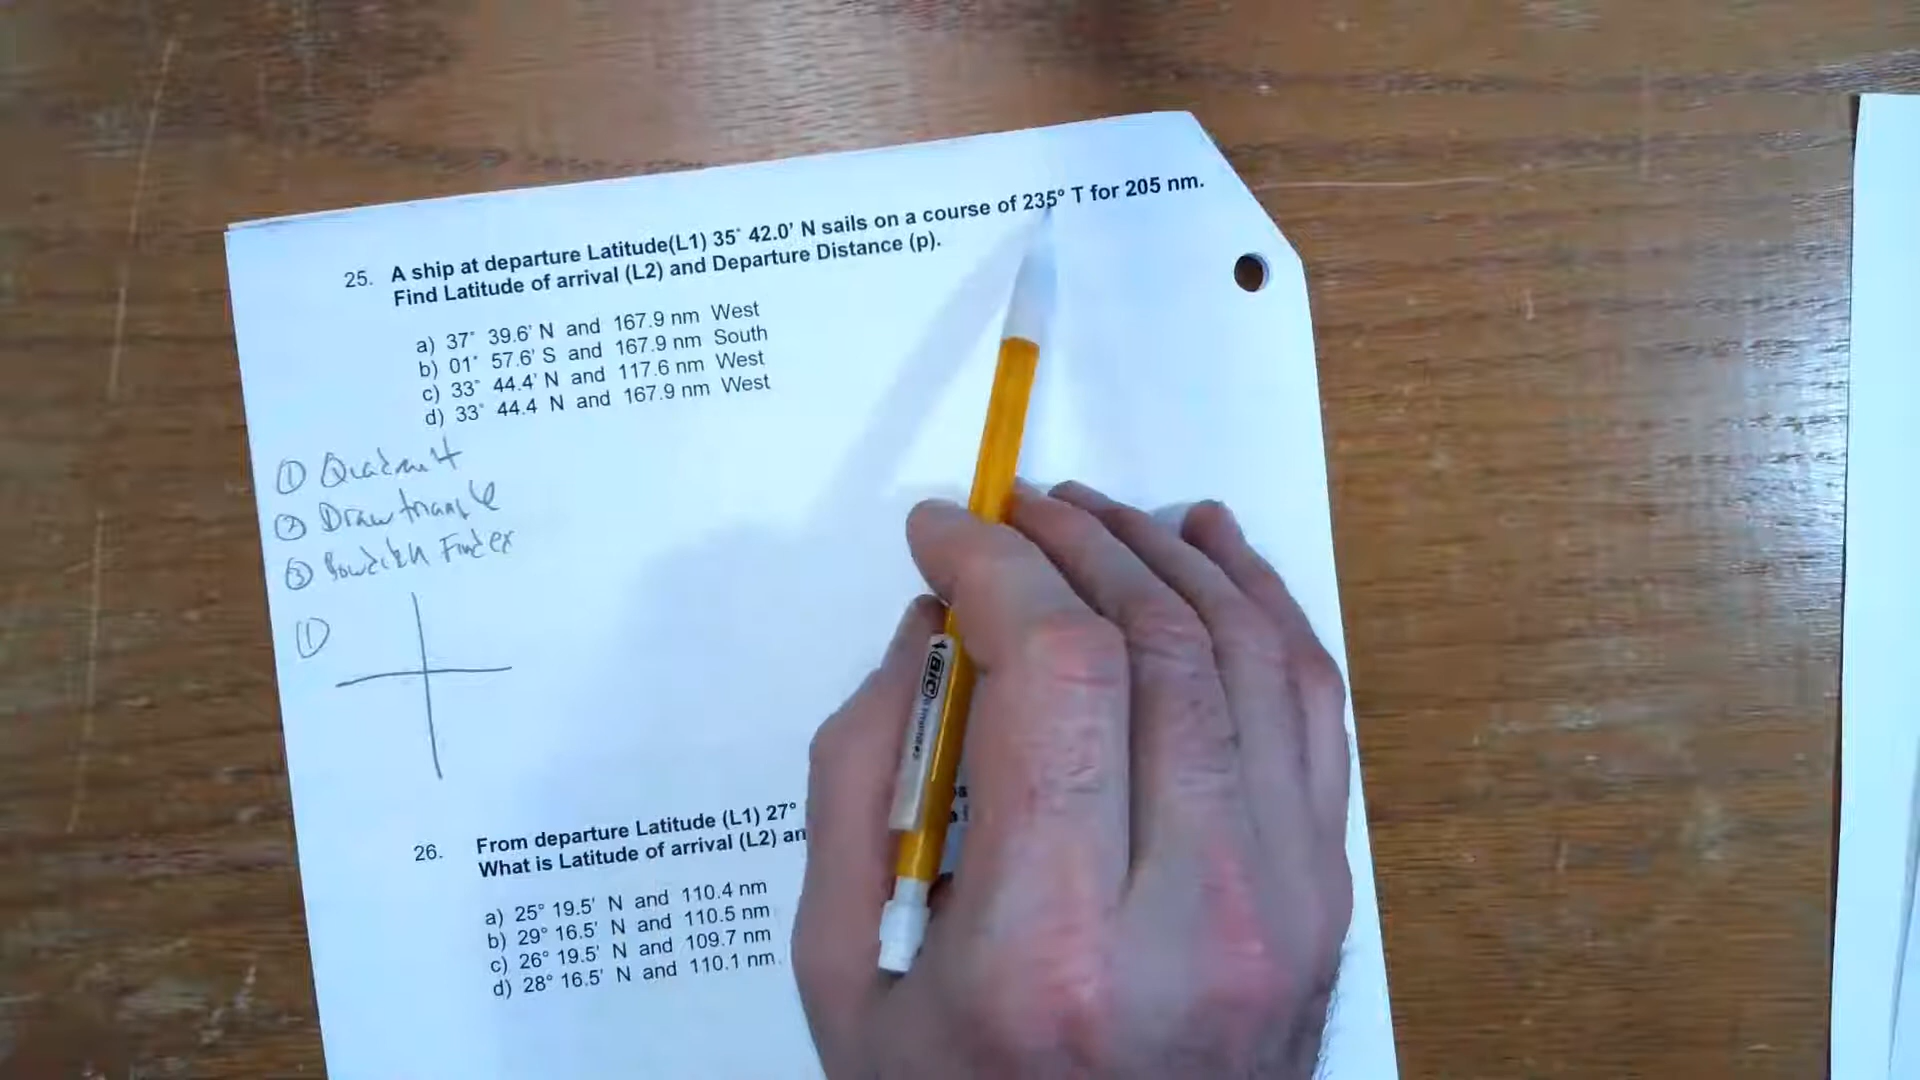 25. A ship at departure Latitude(L1) 35° 42.0' N sails on a course of 235° T for 205 nm.
Find Latitude of arrival (L2) and Departure Distance (p).
a) 37° 39.6' N and 167.9 nm West
b) 01° 57.6' S and 167.9 nm South
c) 33° 44.4' N and 117.6 nm West
d) 33° 44.4 N and 167.9 nm West
① Quadrant
② Draw triangle
③
①
26. From departure Latitude (L1) 27°
What is Latitude of arrival (L2) an
a) 25° 19.5' N and 110.4 nm
b) 29° 16.5' N and 110.5 nm
c) 26° 19.5' N and 109.7 nm
d) 28° 16.5' N and 110.1 nm.
BIC